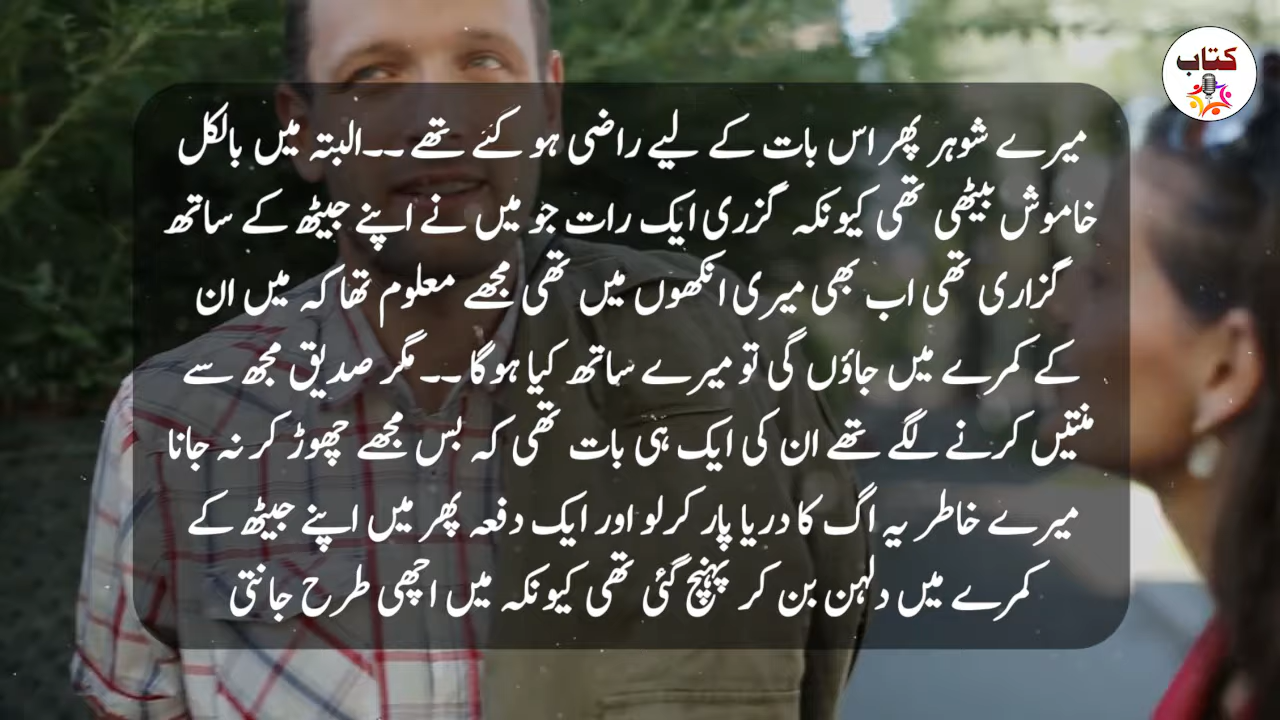 کتاب
میرے شوہر پھر اس بات کے لیے راضی ہو گئے تھے ۔۔البتہ میں بالکل
خاموش بیٹھی تھی کیونکہ گزری ایک رات جو میں نے اپنے جیٹھ کے ساتھ
گزاری تھی اب بھی میری انکھوں میں تھی مجھے معلوم تھا کہ میں ان
کے کمرے میں جاؤں گی تو میرے ساتھ کیا ہوگا ۔۔ مگر صدیق مجھ سے
منتیں کرنے لگے تھے ان کی ایک ہی بات تھی کہ بس مجھے چھوڑ کر نہ جانا
میرے خاطر یہ اگ کا دریا پار کرلو اور ایک دفعہ پھر میں اپنے جیٹھ کے
کمرے میں دلہن بن کر پہنچ گئی تھی کیونکہ میں اچھی طرح جانتی